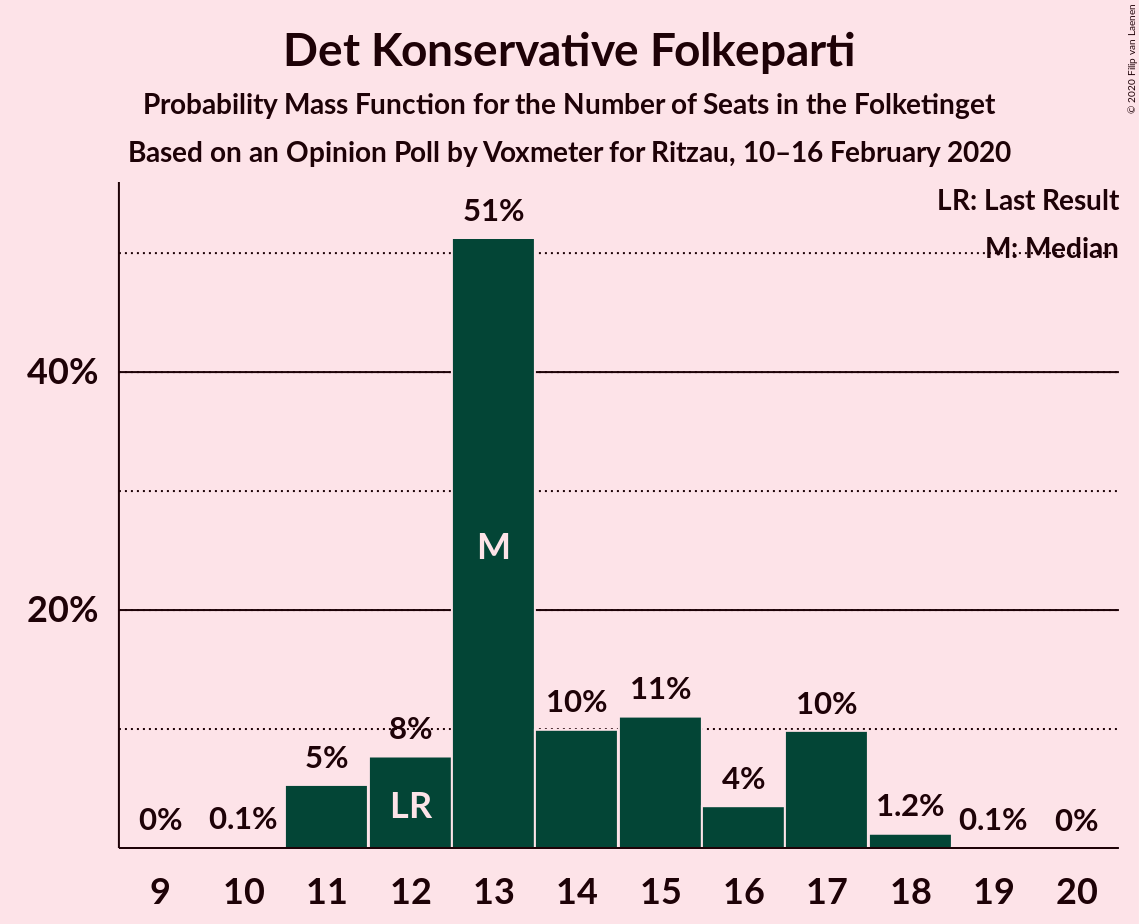 Det Konservative Folkeparti
Probability Mass Function for the Number of Seats in the Folketinget
Based on an Opinion Poll by Voxmeter for Ritzau, 10–16 February 2020
© 2020 Filip van Laenen
LR: Last Result
M: Median
40%
20%
0%
0.1%
5%
8%
51%
10%
11%
4%
10%
1.2%
0.1%
0%
LR
M
9 10 11 12 13 14 15 16 17 18 19 20